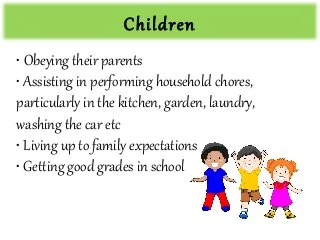 Children
• Obeying their parents
• Assisting in performing household chores,
particularly in the kitchen, garden, laundry,
washing the car etc
• Living up to family expectations
• Getting good grades in school